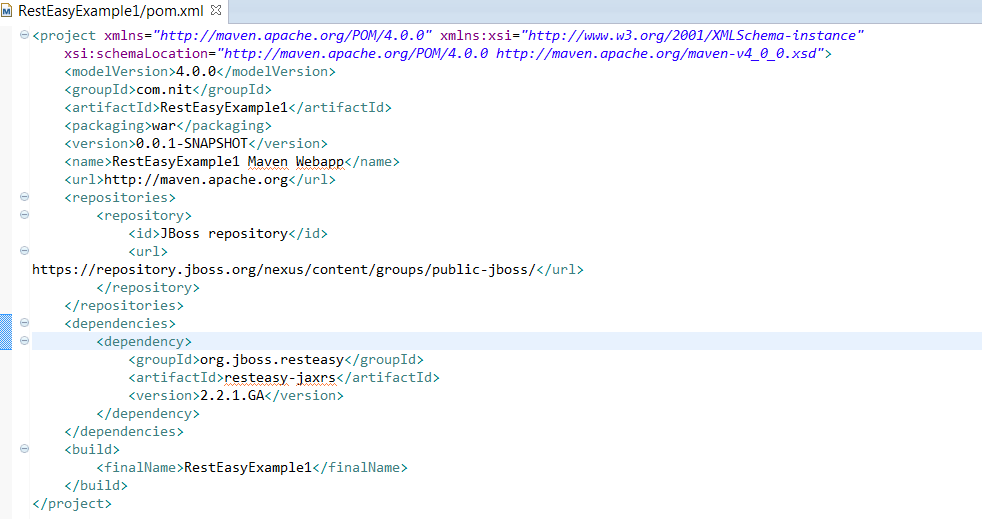 RestEasyExample1/pom.xml
<project xmlns="http://maven.apache.org/POM/4.0.0" xmlns:xsi="http://www.w3.org/2001/XMLSchema-instance"
xsi:schemaLocation="http://maven.apache.org/POM/4.0.0 http://maven.apache.org/maven-v4_0_0.xsd">
<modelVersion>4.0.0</modelVersion>
<groupId>com.nit</groupId>
<artifactId>RestEasyExample1</artifactId>
<packaging>war</packaging>
<version>0.0.1-SNAPSHOT</version>
<name>RestEasyExample1 Maven Webapp</name>
<url>http://maven.apache.org</url>
<repositories>
<repository>
<id>JBoss repository</id>
<url>
https://repository.jboss.org/nexus/content/groups/public-jboss/</url>
</repository>
</repositories>
<dependencies>
<dependency>
<groupId>org.jboss.resteasy</groupId>
<artifactId>resteasy-jaxrs</artifactId>
<version>2.2.1.GA</version>
</dependency>
</dependencies>
<build>
<finalName>RestEasyExample1</finalName>
</build>
</project>